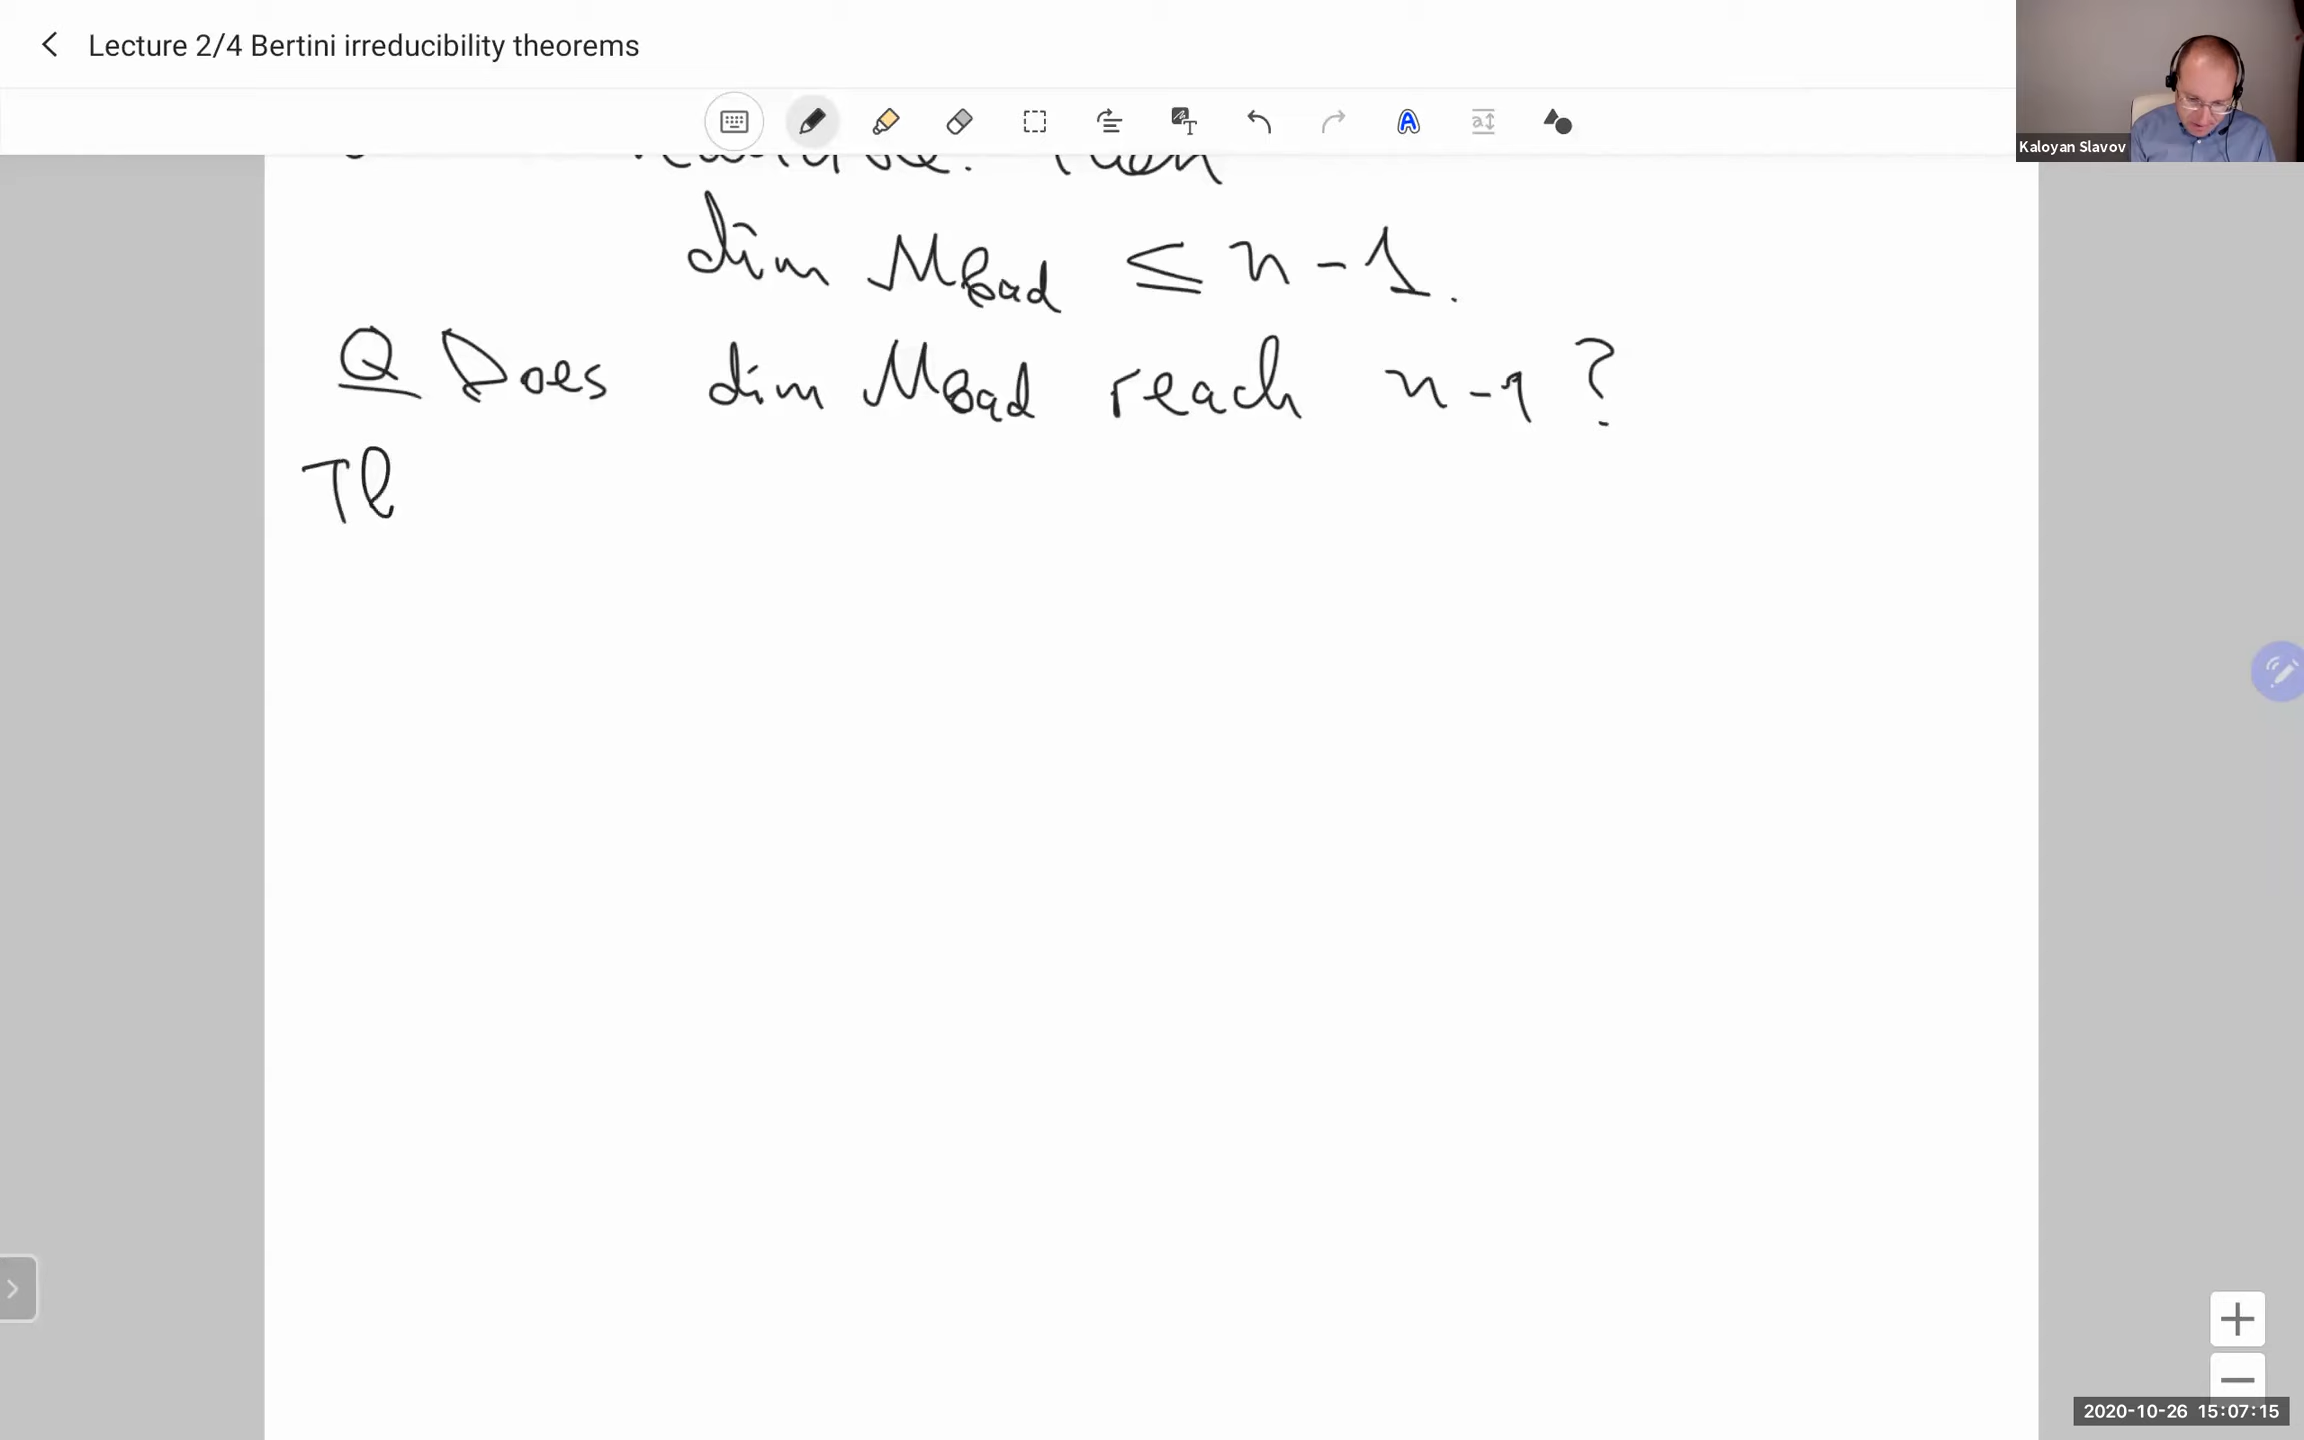 Lecture 2/4 Bertini irreducibility theorems
Kaloyan Slavov
Then
dim M_bad ≤ n-1.
Q Does dim M_bad reach n-1?
Th
2020-10-26 15:07:15